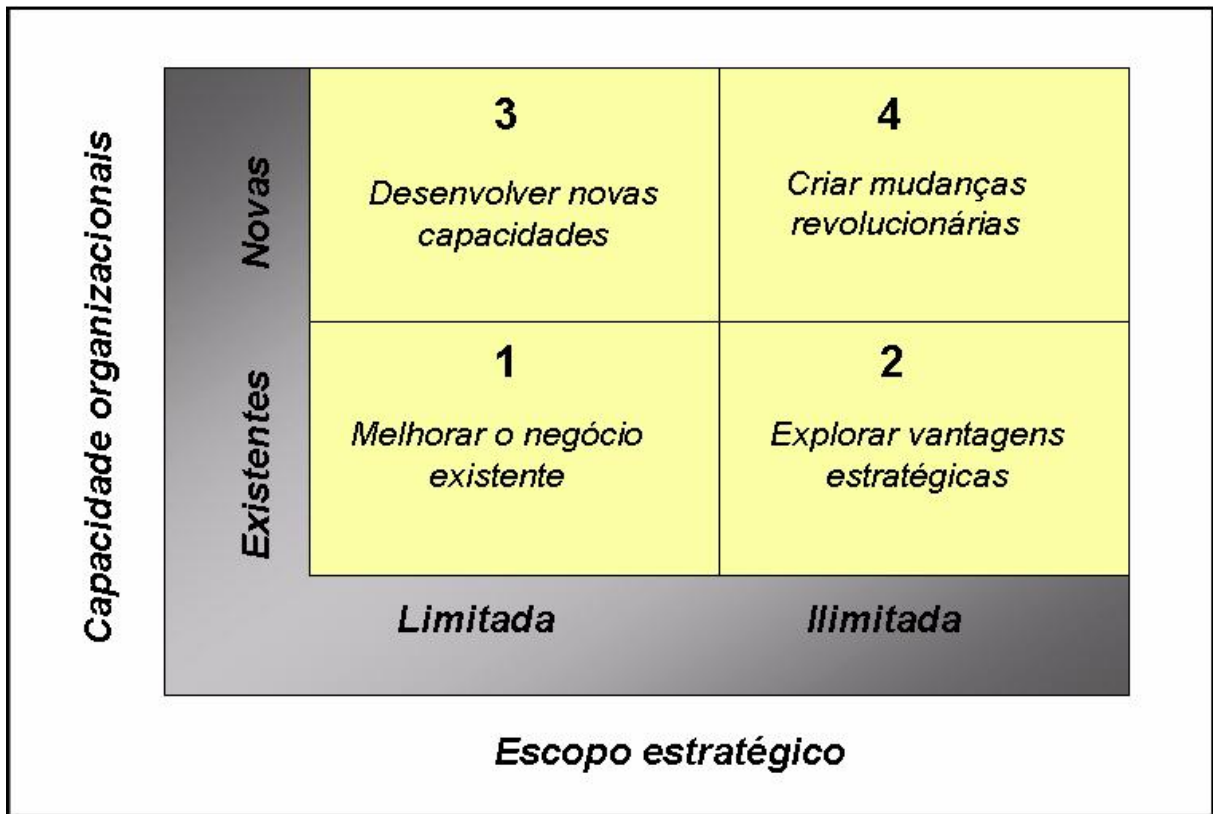 Capacidade organizacionais
Novas
3
Desenvolver novas
capacidades
4
Criar mudanças
revolucionárias
Existentes
1
Melhorar o negócio
existente
2
Explorar vantagens
estratégicas
Limitada
Ilimitada
Escopo estratégico